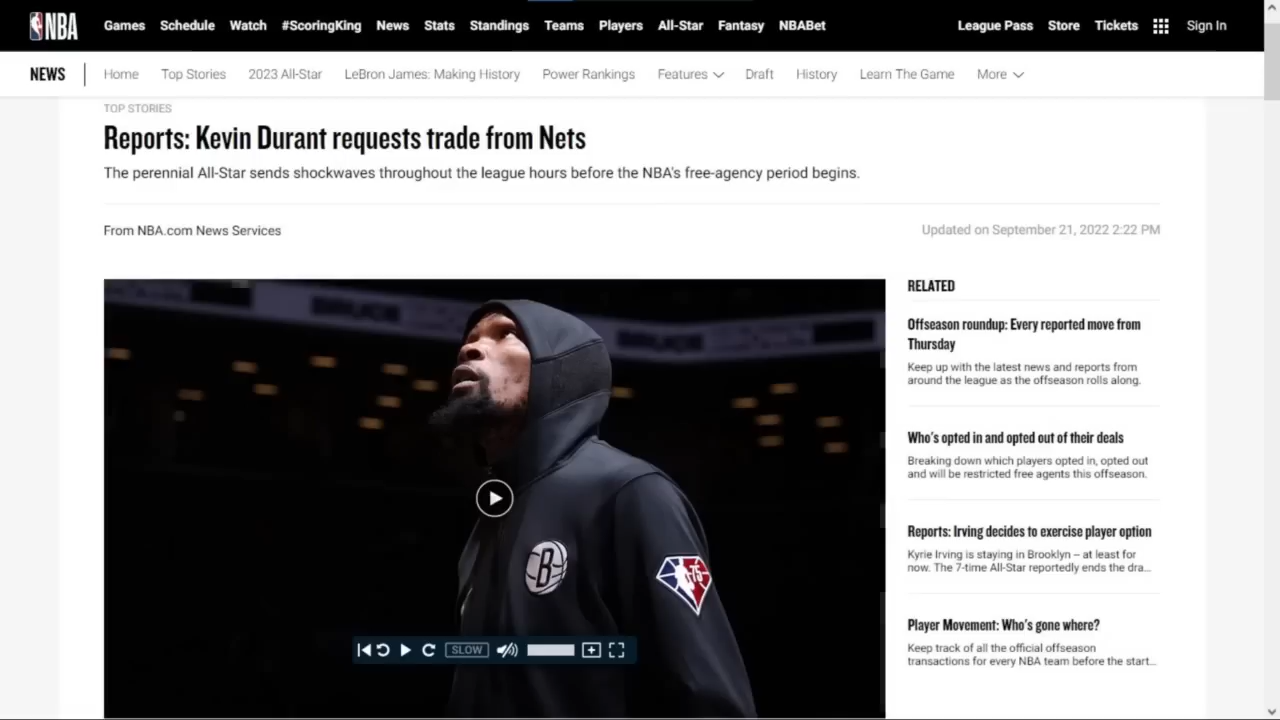 NBA
Games Schedule Watch #ScoringKing News Stats Standings Teams Players All-Star Fantasy NBABet League Pass Store Tickets Sign In
NEWS Home Top Stories 2023 All-Star LeBron James: Making History Power Rankings Features Draft History Learn The Game More
TOP STORIES
Reports: Kevin Durant requests trade from Nets
The perennial All-Star sends shockwaves throughout the league hours before the NBA's free-agency period begins.
From NBA.com News Services
Updated on September 21, 2022 2:22 PM
B
75
SLOW
RELATED
Offseason roundup: Every reported move from
Thursday
Keep up with the latest news and reports from
around the league as the offseason rolls along.
Who's opted in and opted out of their deals
Breaking down which players opted in, opted out
and will be restricted free agents this offseason.
Reports: Irving decides to exercise player option
Kyrie Irving is staying in Brooklyn – at least for
now. The 7-time All-Star reportedly ends the dra...
Player Movement: Who's gone where?
Keep track of all the official offseason
transactions for every NBA team before the start...